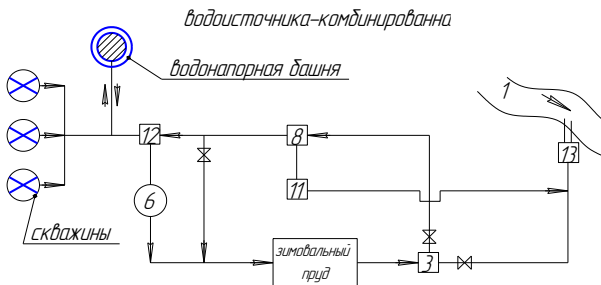 водоисточника-комбинированна
водонапорная башня
1
12
8
13
6
11
скважины
зимовальный
пруд
3